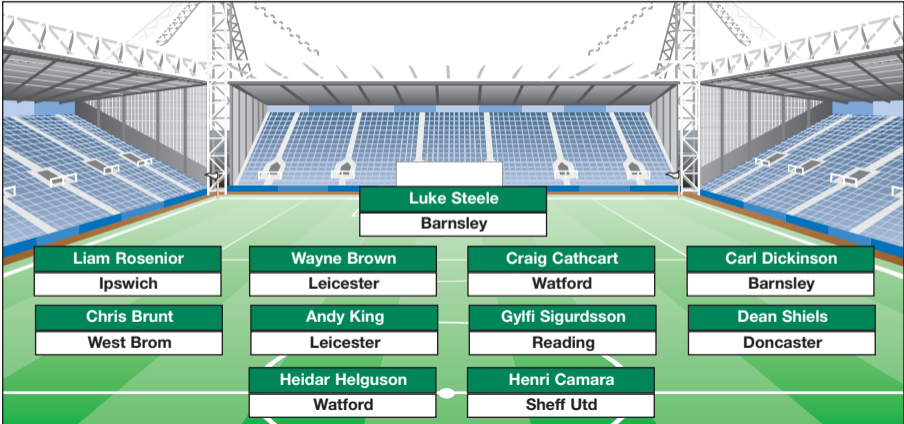 Luke Steele
Barnsley
Liam Rosenior
Ipswich
Wayne Brown
Leicester
Craig Cathcart
Watford
Carl Dickinson
Barnsley
Chris Brunt
West Brom
Andy King
Leicester
Gylfi Sigurdsson
Reading
Dean Shiels
Doncaster
Heidar Helguson
Watford
Henri Camara
Sheff Utd